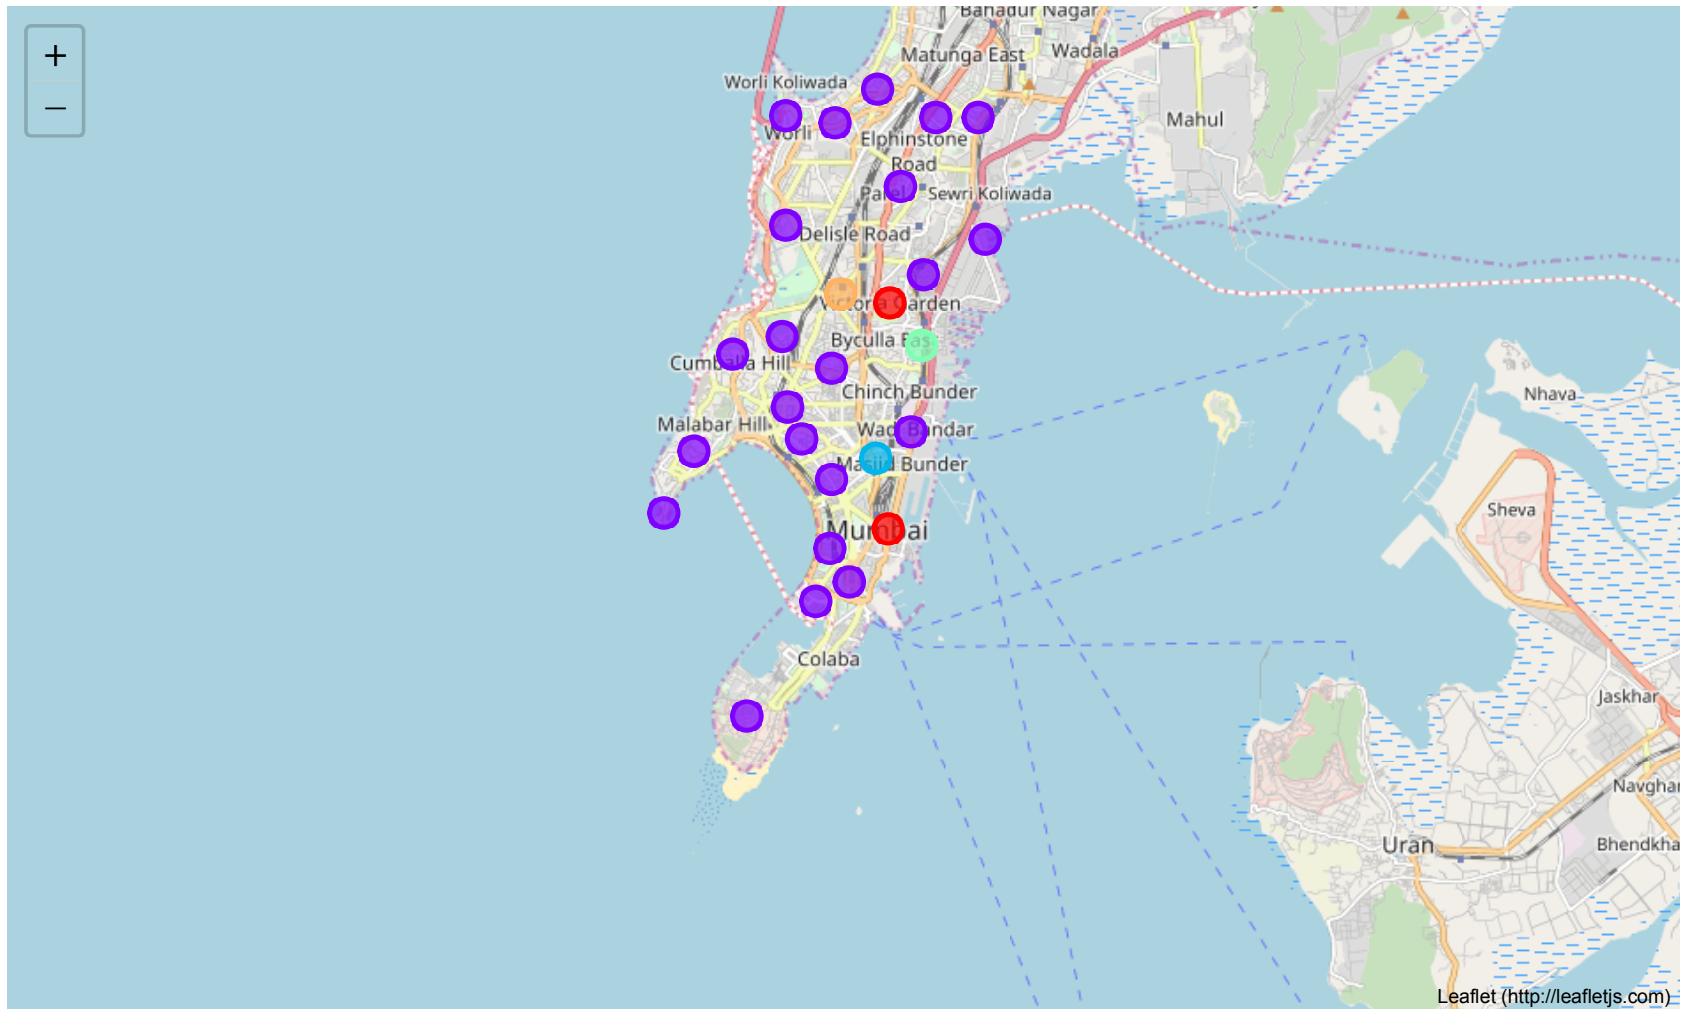 +
−
Bahadur Nagar
Matunga East
Wadala
Worli Koliwada
Mahul
Worli
Elphinstone
Road
Parel
Sewri Koliwada
Delisle Road
Victoria Garden
Byculla Eas
Cumballa Hill
Chinch Bunder
Nhava
Malabar Hill
Wadi Bandar
Masjid Bunder
Sheva
Mumbai
Colaba
Jaskhar
Navghar
Uran
Bhendkha
Leaflet (http://leafletjs.com)